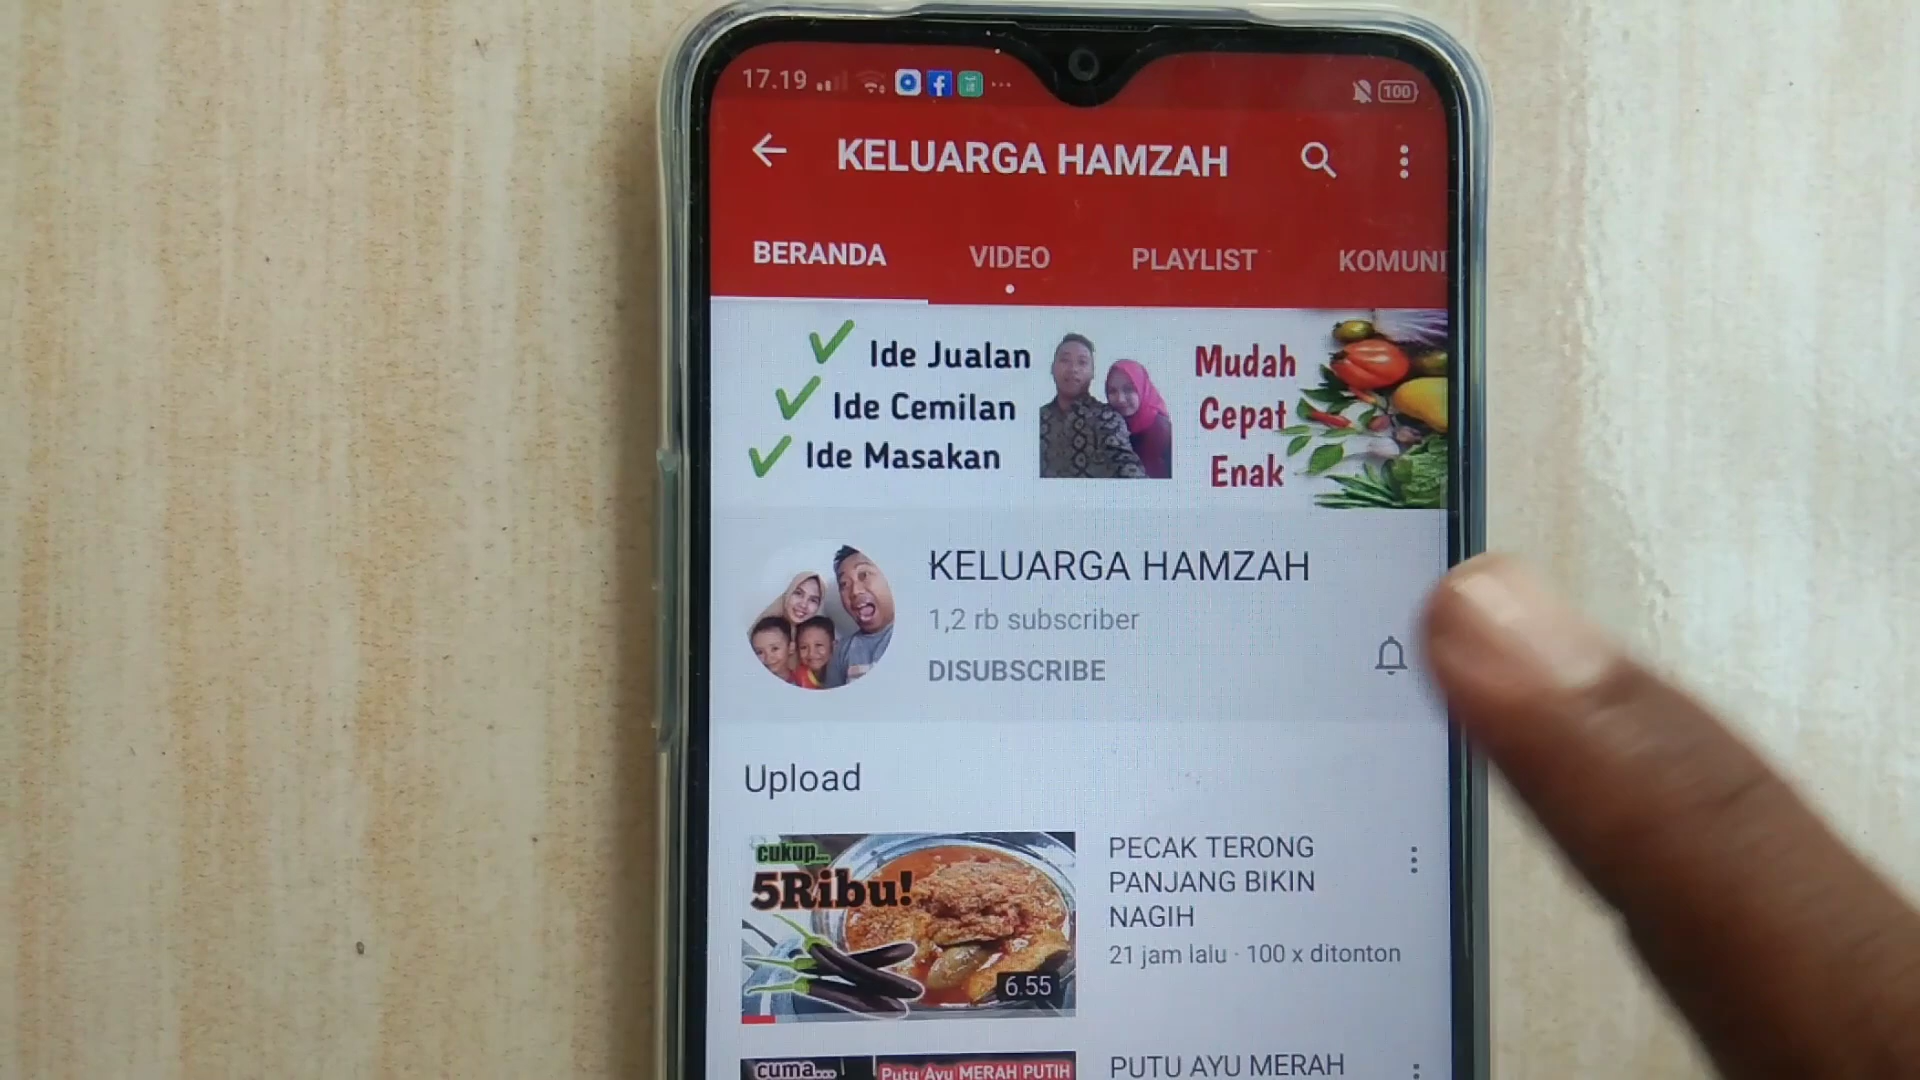 17.19
100
KELUARGA HAMZAH
BERANDA VIDEO PLAYLIST KOMUNI
Ide Jualan
Ide Cemilan
Ide Masakan
Mudah
Cepat
Enak
KELUARGA HAMZAH
1,2 rb subscriber
DISUBSCRIBE
Upload
cukup...
5Ribu!
6.55
PECAK TERONG
PANJANG BIKIN
NAGIH
21 jam lalu · 100 x ditonton
cuma...
Putu Ayu MERAH PUTIH
PUTU AYU MERAH